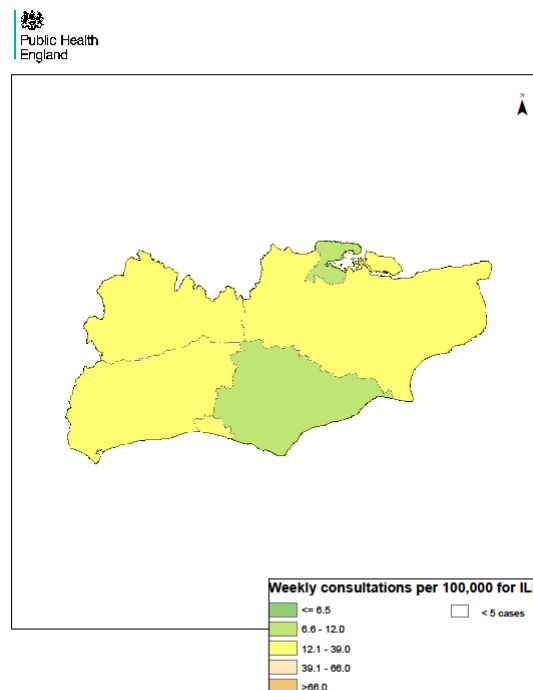 Public Health
England
N
Weekly consultations per 100,000 for IL
<= 6.5
< 5 cases
6.6 - 12.0
12.1 - 39.0
39.1 - 66.0
>66.0